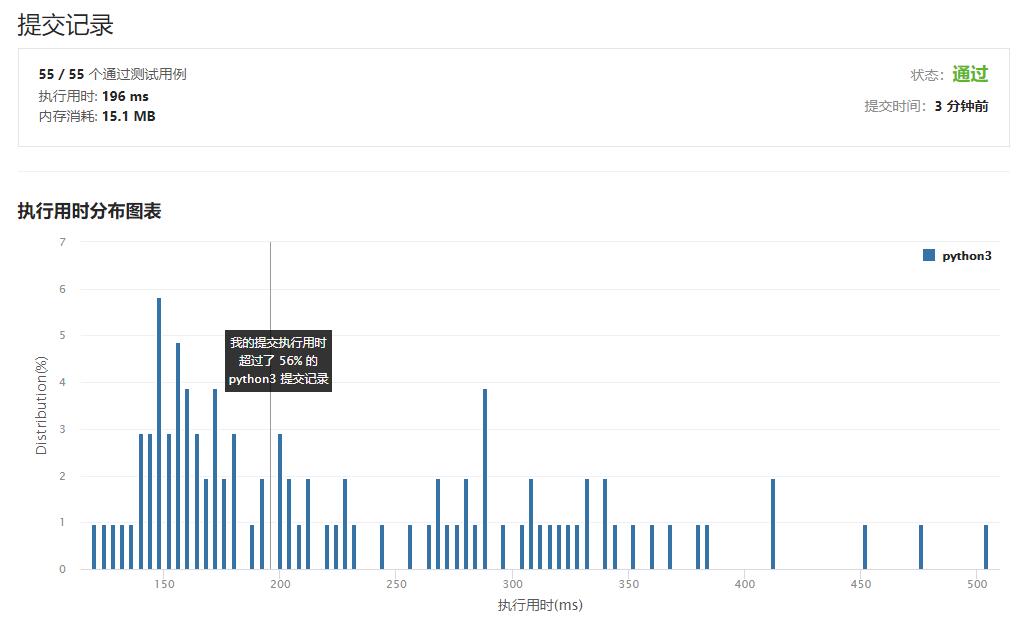 提交记录
55 / 55 个通过测试用例
状态：通过
执行用时: 196 ms
提交时间：3 分钟前
内存消耗: 15.1 MB
执行用时分布图表
python3
7
6
5
4
3
2
1
0
Distribution(%)
我的提交执行用时
超过了 56% 的
python3 提交记录
150 200 250 300 350 400 450 500
执行用时(ms)